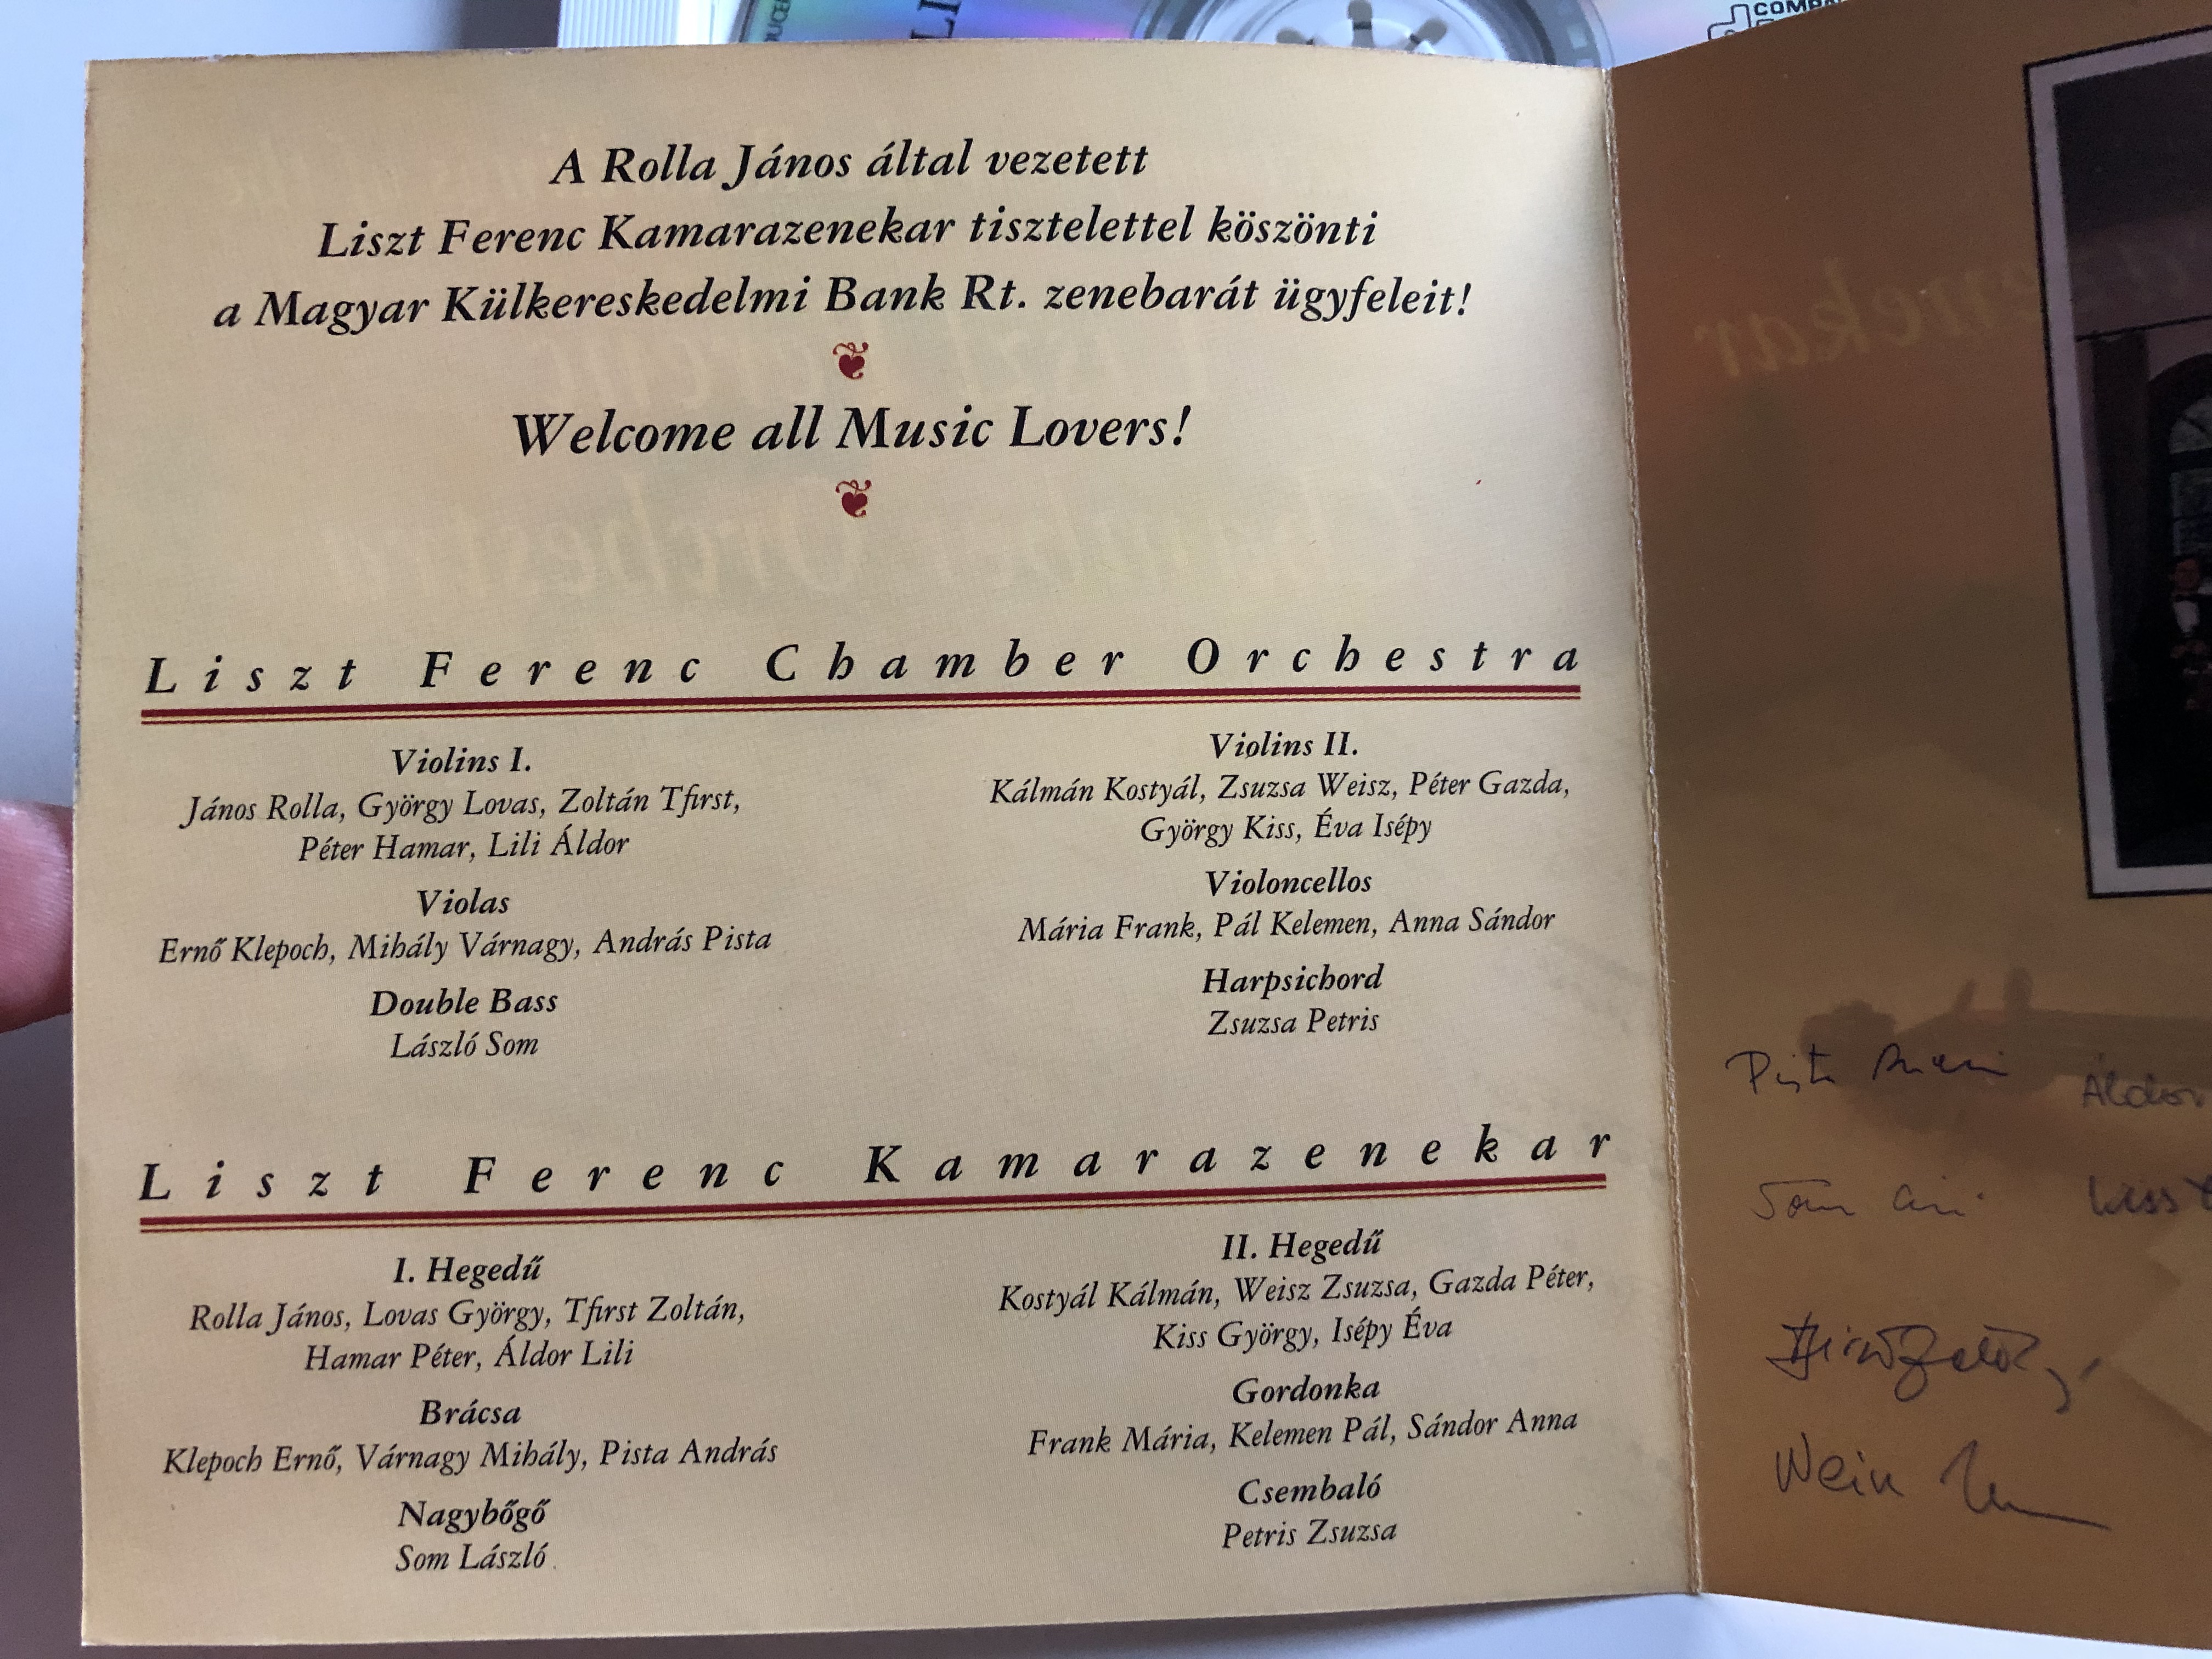 A Rolla János által vezetett
Liszt Ferenc Kamarazenekar tisztelettel köszönti
a Magyar Külkereskedelmi Bank Rt. zenebarát ügyfeleit!
Welcome all Music Lovers!
Liszt Ferenc Chamber Orchestra
Violins I.
János Rolla, György Lovas, Zoltán Tfirst,
Péter Hamar, Lili Áldor
Violas
Ernő Klepoch, Mihály Várnagy, András Pista
Double Bass
László Som
Violins II.
Kálmán Kostyál, Zsuzsa Weisz, Péter Gazda,
György Kiss, Éva Isépy
Violoncellos
Mária Frank, Pál Kelemen, Anna Sándor
Harpsichord
Zsuzsa Petris
Liszt Ferenc Kamarazenekar
I. Hegedű
Rolla János, Lovas György, Tfirst Zoltán,
Hamar Péter, Áldor Lili
Brácsa
Klepoch Ernő, Várnagy Mihály, Pista András
Nagybőgő
Som László
II. Hegedű
Kostyál Kálmán, Weisz Zsuzsa, Gazda Péter,
Kiss György, Isépy Éva
Gordonka
Frank Mária, Kelemen Pál, Sándor Anna
Csembaló
Petris Zsuzsa
Áldor
Kiss